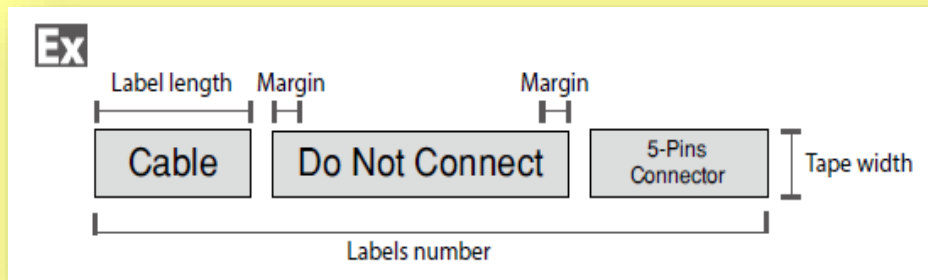 Ex
Label length Margin Margin
Cable Do Not Connect 5-Pins
Connector
Tape width
Labels number